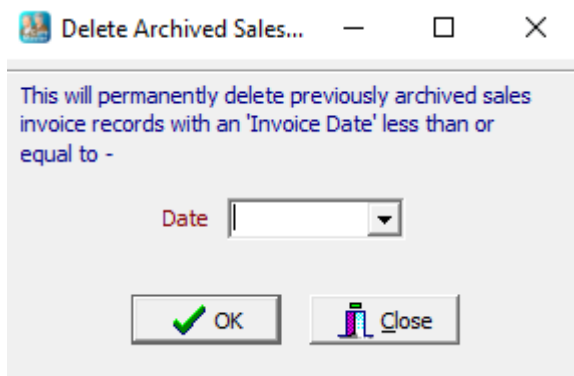 Delete Archived Sales...
This will permanently delete previously archived sales
invoice records with an 'Invoice Date' less than or
equal to -
Date
OK
Close